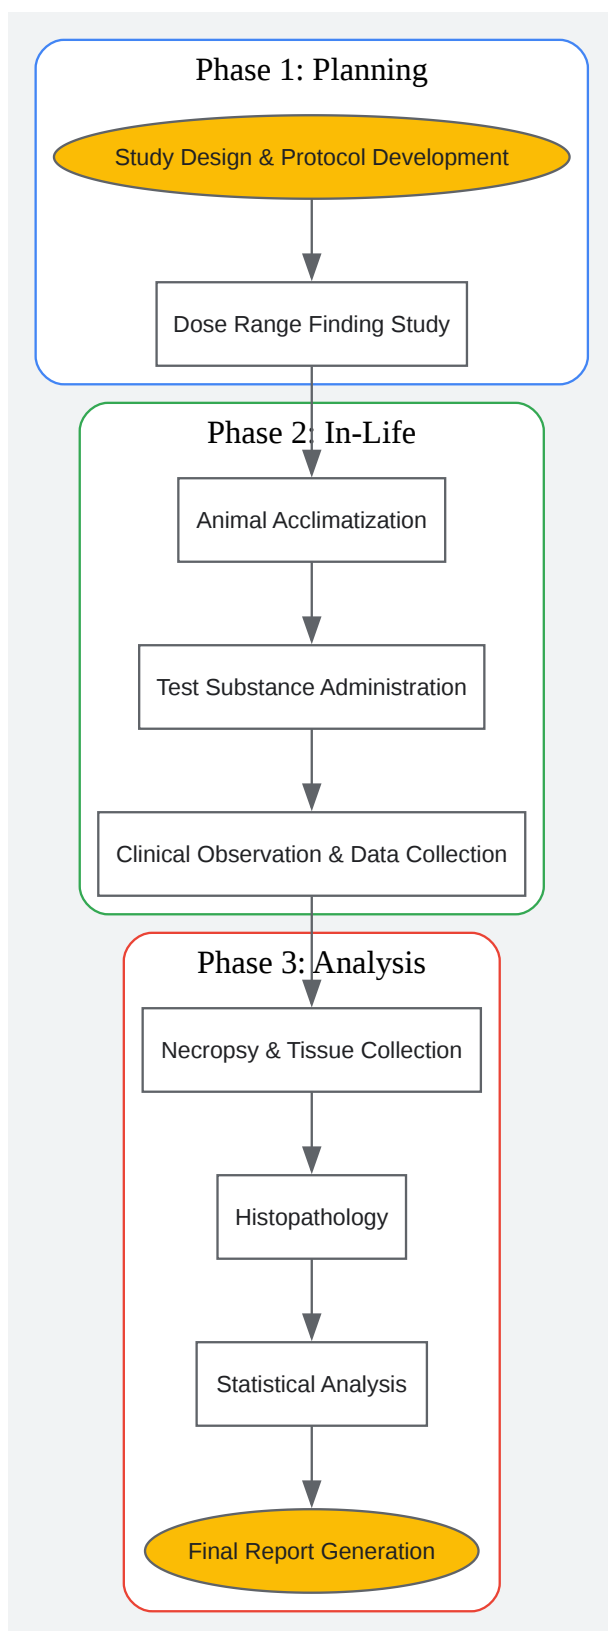 Phase 1: Planning
Study Design & Protocol Development
Dose Range Finding Study
Phase 2: In-Life
Animal Acclimatization
Test Substance Administration
Clinical Observation & Data Collection
Phase 3: Analysis
Necropsy & Tissue Collection
Histopathology
Statistical Analysis
Final Report Generation